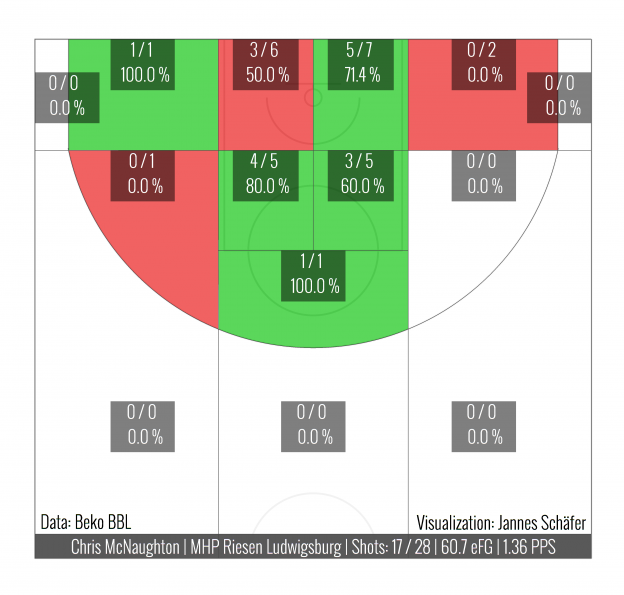 1 / 1
100.0 %
3 / 6
50.0 %
5 / 7
71.4 %
0 / 2
0.0 %
0 / 0
0.0 %
0 / 0
0.0 %
0 / 1
0.0 %
4 / 5
80.0 %
3 / 5
60.0 %
0 / 0
0.0 %
1 / 1
100.0 %
0 / 0
0.0 %
0 / 0
0.0 %
0 / 0
0.0 %
Data: Beko BBL
Visualization: Jannes Schäfer
Chris McNaughton | MHP Riesen Ludwigsburg | Shots: 17 / 28 | 60.7 eFG | 1.36 PPS